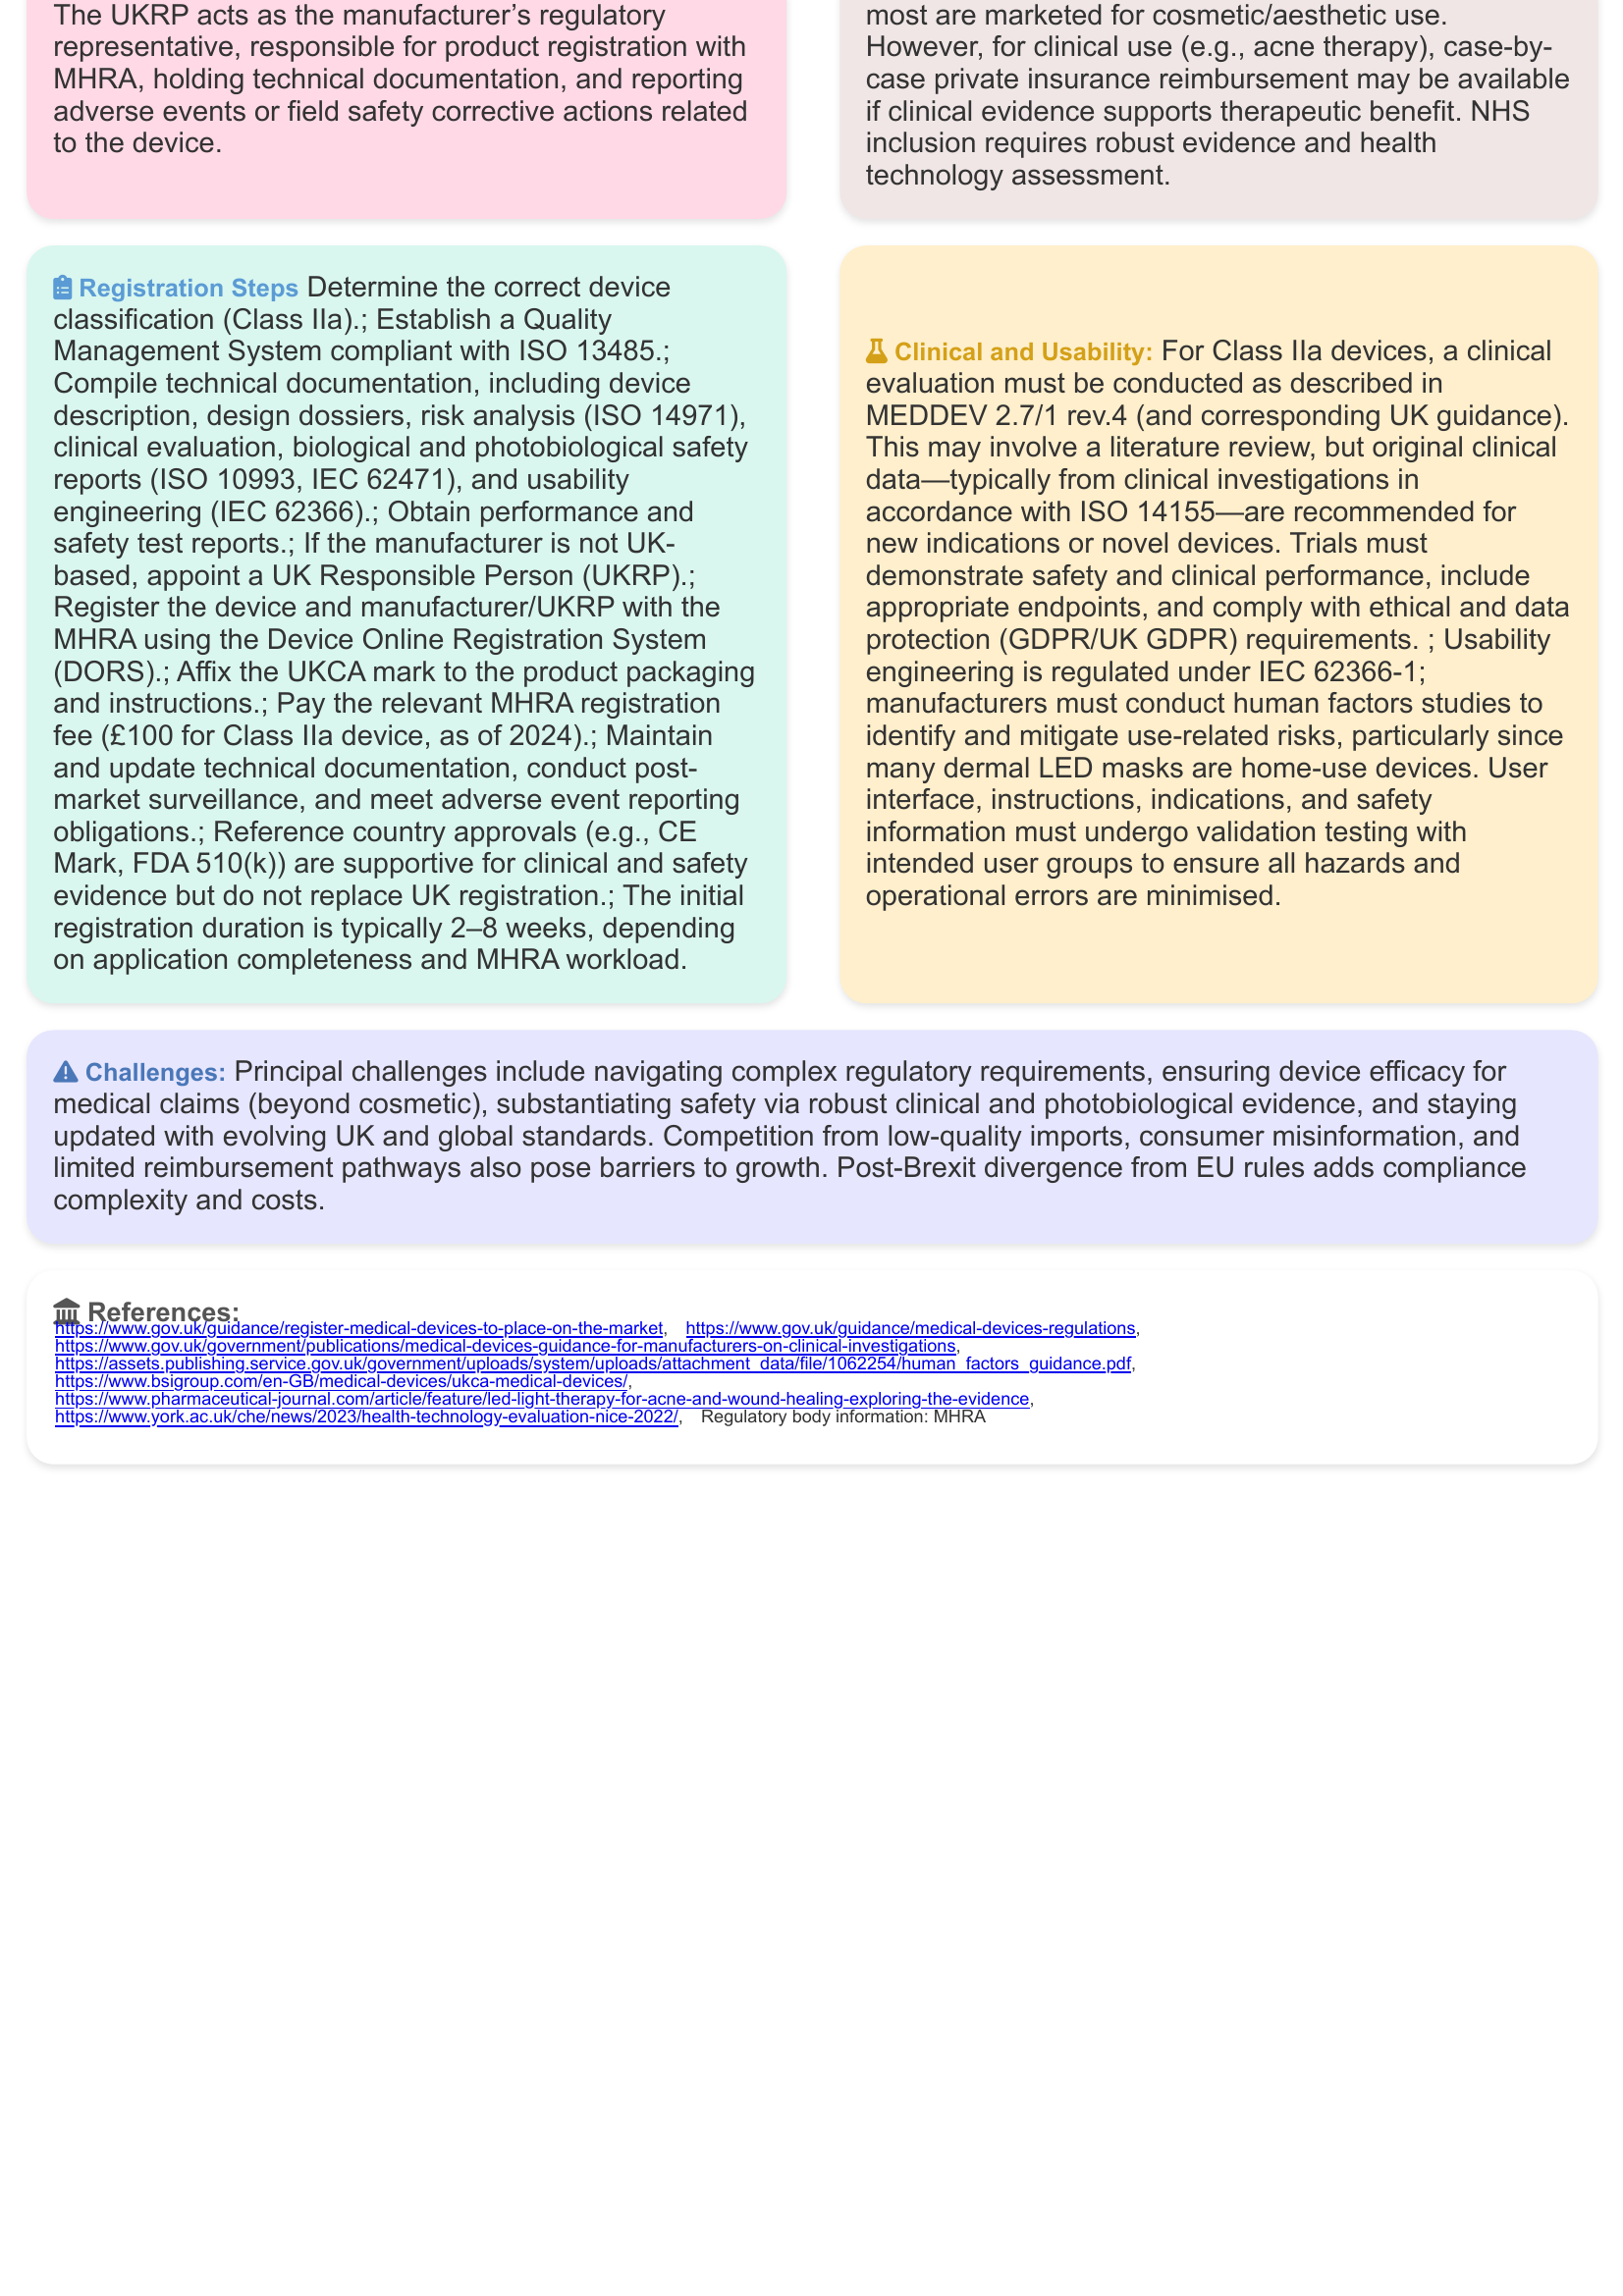 The UKRP acts as the manufacturer’s regulatory
representative, responsible for product registration with
MHRA, holding technical documentation, and reporting
adverse events or field safety corrective actions related
to the device.
most are marketed for cosmetic/aesthetic use.
However, for clinical use (e.g., acne therapy), case-by-
case private insurance reimbursement may be available
if clinical evidence supports therapeutic benefit. NHS
inclusion requires robust evidence and health
technology assessment.
Registration Steps Determine the correct device
classification (Class IIa).; Establish a Quality
Management System compliant with ISO 13485.;
Compile technical documentation, including device
description, design dossiers, risk analysis (ISO 14971),
clinical evaluation, biological and photobiological safety
reports (ISO 10993, IEC 62471), and usability
engineering (IEC 62366).; Obtain performance and
safety test reports.; If the manufacturer is not UK-
based, appoint a UK Responsible Person (UKRP).;
Register the device and manufacturer/UKRP with the
MHRA using the Device Online Registration System
(DORS).; Affix the UKCA mark to the product packaging
and instructions.; Pay the relevant MHRA registration
fee (£100 for Class IIa device, as of 2024).; Maintain
and update technical documentation, conduct post-
market surveillance, and meet adverse event reporting
obligations.; Reference country approvals (e.g., CE
Mark, FDA 510(k)) are supportive for clinical and safety
evidence but do not replace UK registration.; The initial
registration duration is typically 2–8 weeks, depending
on application completeness and MHRA workload.
Clinical and Usability: For Class IIa devices, a clinical
evaluation must be conducted as described in
MEDDEV 2.7/1 rev.4 (and corresponding UK guidance).
This may involve a literature review, but original clinical
data—typically from clinical investigations in
accordance with ISO 14155—are recommended for
new indications or novel devices. Trials must
demonstrate safety and clinical performance, include
appropriate endpoints, and comply with ethical and data
protection (GDPR/UK GDPR) requirements. ; Usability
engineering is regulated under IEC 62366-1;
manufacturers must conduct human factors studies to
identify and mitigate use-related risks, particularly since
many dermal LED masks are home-use devices. User
interface, instructions, indications, and safety
information must undergo validation testing with
intended user groups to ensure all hazards and
operational errors are minimised.
Challenges: Principal challenges include navigating complex regulatory requirements, ensuring device efficacy for
medical claims (beyond cosmetic), substantiating safety via robust clinical and photobiological evidence, and staying
updated with evolving UK and global standards. Competition from low-quality imports, consumer misinformation, and
limited reimbursement pathways also pose barriers to growth. Post-Brexit divergence from EU rules adds compliance
complexity and costs.
References:
https://www.gov.uk/guidance/register-medical-devices-to-place-on-the-market, https://www.gov.uk/guidance/medical-devices-regulations,
https://www.gov.uk/government/publications/medical-devices-guidance-for-manufacturers-on-clinical-investigations,
https://assets.publishing.service.gov.uk/government/uploads/system/uploads/attachment_data/file/1062254/human_factors_guidance.pdf,
https://www.bsigroup.com/en-GB/medical-devices/ukca-medical-devices/,
https://www.pharmaceutical-journal.com/article/feature/led-light-therapy-for-acne-and-wound-healing-exploring-the-evidence,
https://www.york.ac.uk/che/news/2023/health-technology-evaluation-nice-2022/, Regulatory body information: MHRA